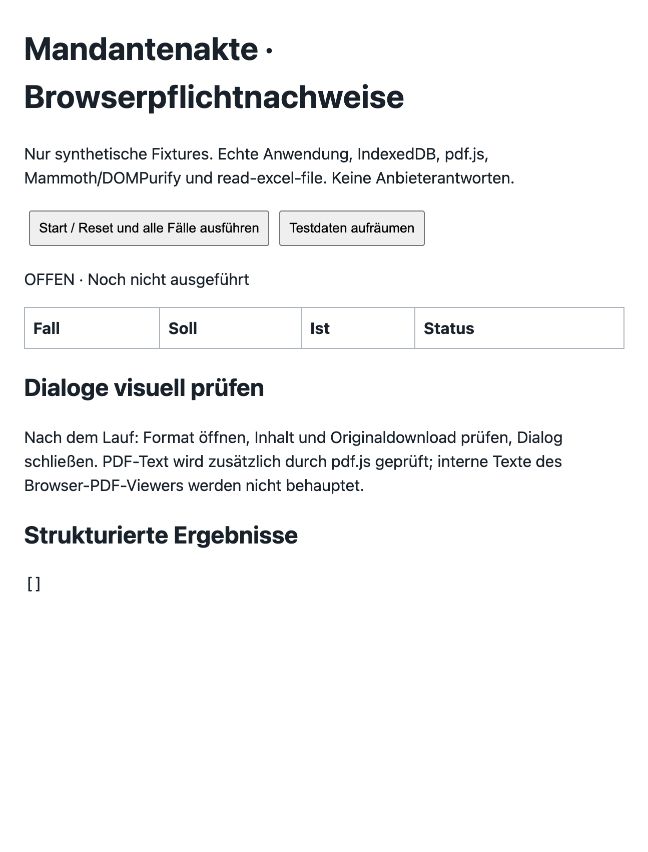 Mandantenakte ·
Browserpflichtnachweise
Nur synthetische Fixtures. Echte Anwendung, IndexedDB, pdf.js,
Mammoth/DOMPurify und read-excel-file. Keine Anbieterantworten.
Start / Reset und alle Fälle ausführen Testdaten aufräumen
OFFEN · Noch nicht ausgeführt
Fall Soll Ist Status
Dialoge visuell prüfen
Nach dem Lauf: Format öffnen, Inhalt und Originaldownload prüfen, Dialog
schließen. PDF-Text wird zusätzlich durch pdf.js geprüft; interne Texte des
Browser-PDF-Viewers werden nicht behauptet.
Strukturierte Ergebnisse
[]